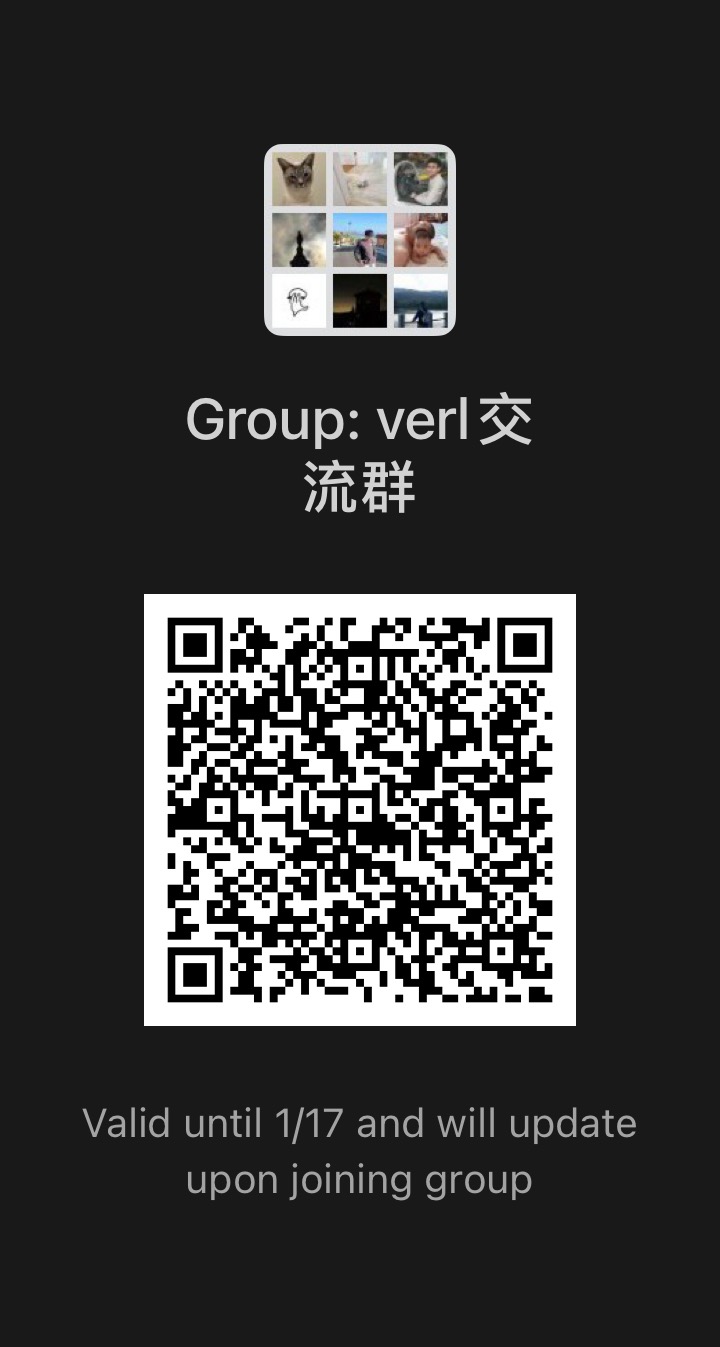 Group: verl交
流群
Valid until 1/17 and will update
upon joining group